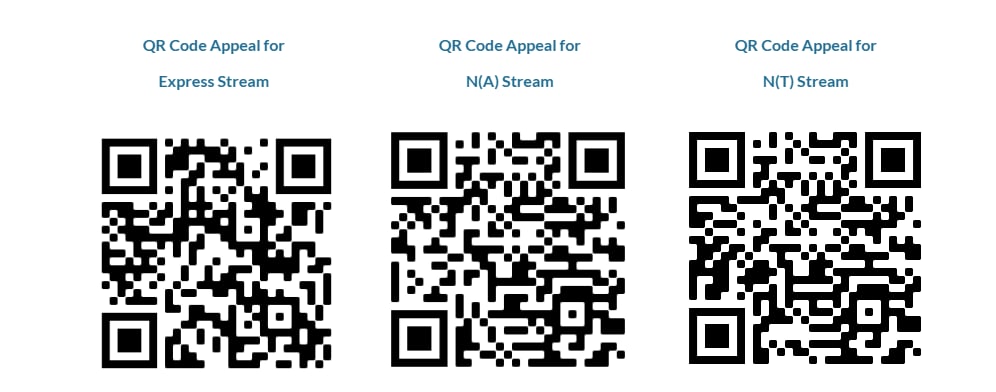 QR Code Appeal for
Express Stream
QR Code Appeal for
N(A) Stream
QR Code Appeal for
N(T) Stream